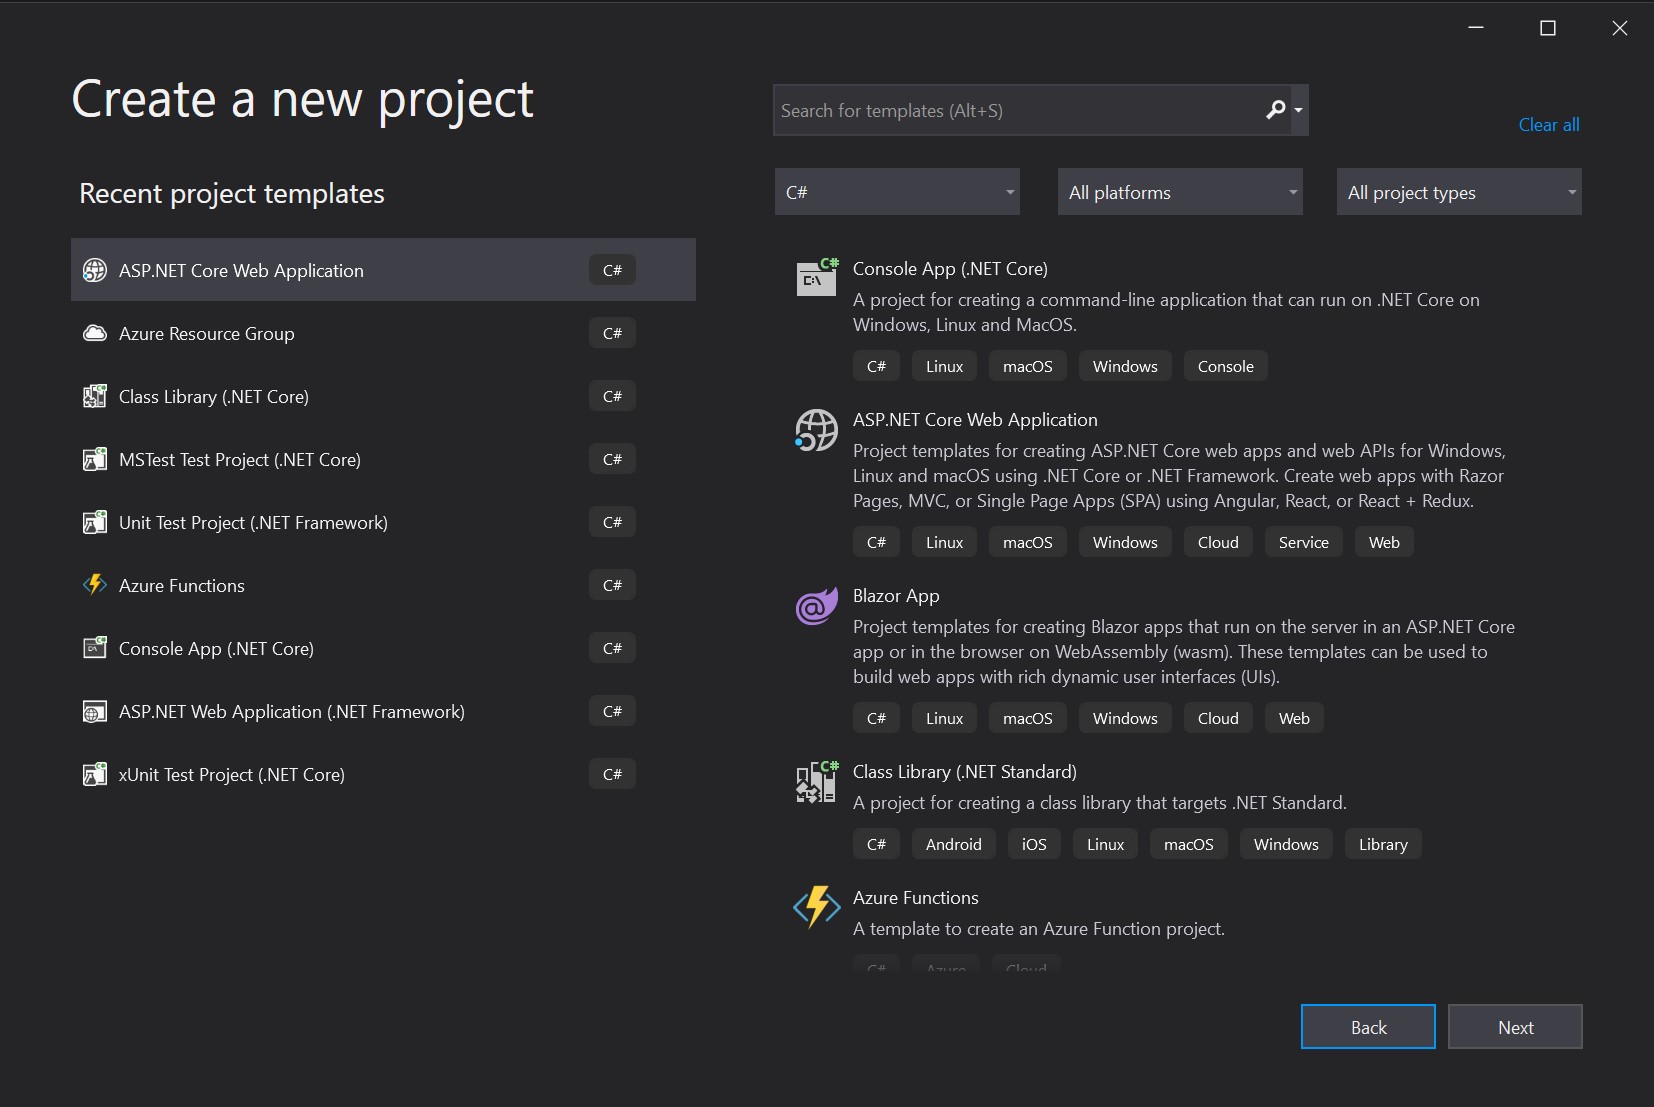 Create a new project
Search for templates (Alt+S)
Clear all
Recent project templates
C#
All platforms
All project types
ASP.NET Core Web Application C#
Azure Resource Group C#
Class Library (.NET Core) C#
MSTest Test Project (.NET Core) C#
Unit Test Project (.NET Framework) C#
Azure Functions C#
Console App (.NET Core) C#
ASP.NET Web Application (.NET Framework) C#
xUnit Test Project (.NET Core) C#
Console App (.NET Core)
A project for creating a command-line application that can run on .NET Core on
Windows, Linux and MacOS.
C# Linux macOS Windows Console
ASP.NET Core Web Application
Project templates for creating ASP.NET Core web apps and web APIs for Windows,
Linux and macOS using .NET Core or .NET Framework. Create web apps with Razor
Pages, MVC, or Single Page Apps (SPA) using Angular, React, or React + Redux.
C# Linux macOS Windows Cloud Service Web
Blazor App
Project templates for creating Blazor apps that run on the server in an ASP.NET Core
app or in the browser on WebAssembly (wasm). These templates can be used to
build web apps with rich dynamic user interfaces (UIs).
C# Linux macOS Windows Cloud Web
Class Library (.NET Standard)
A project for creating a class library that targets .NET Standard.
C# Android iOS Linux macOS Windows Library
Azure Functions
A template to create an Azure Function project.
C# Azure Cloud
Back
Next